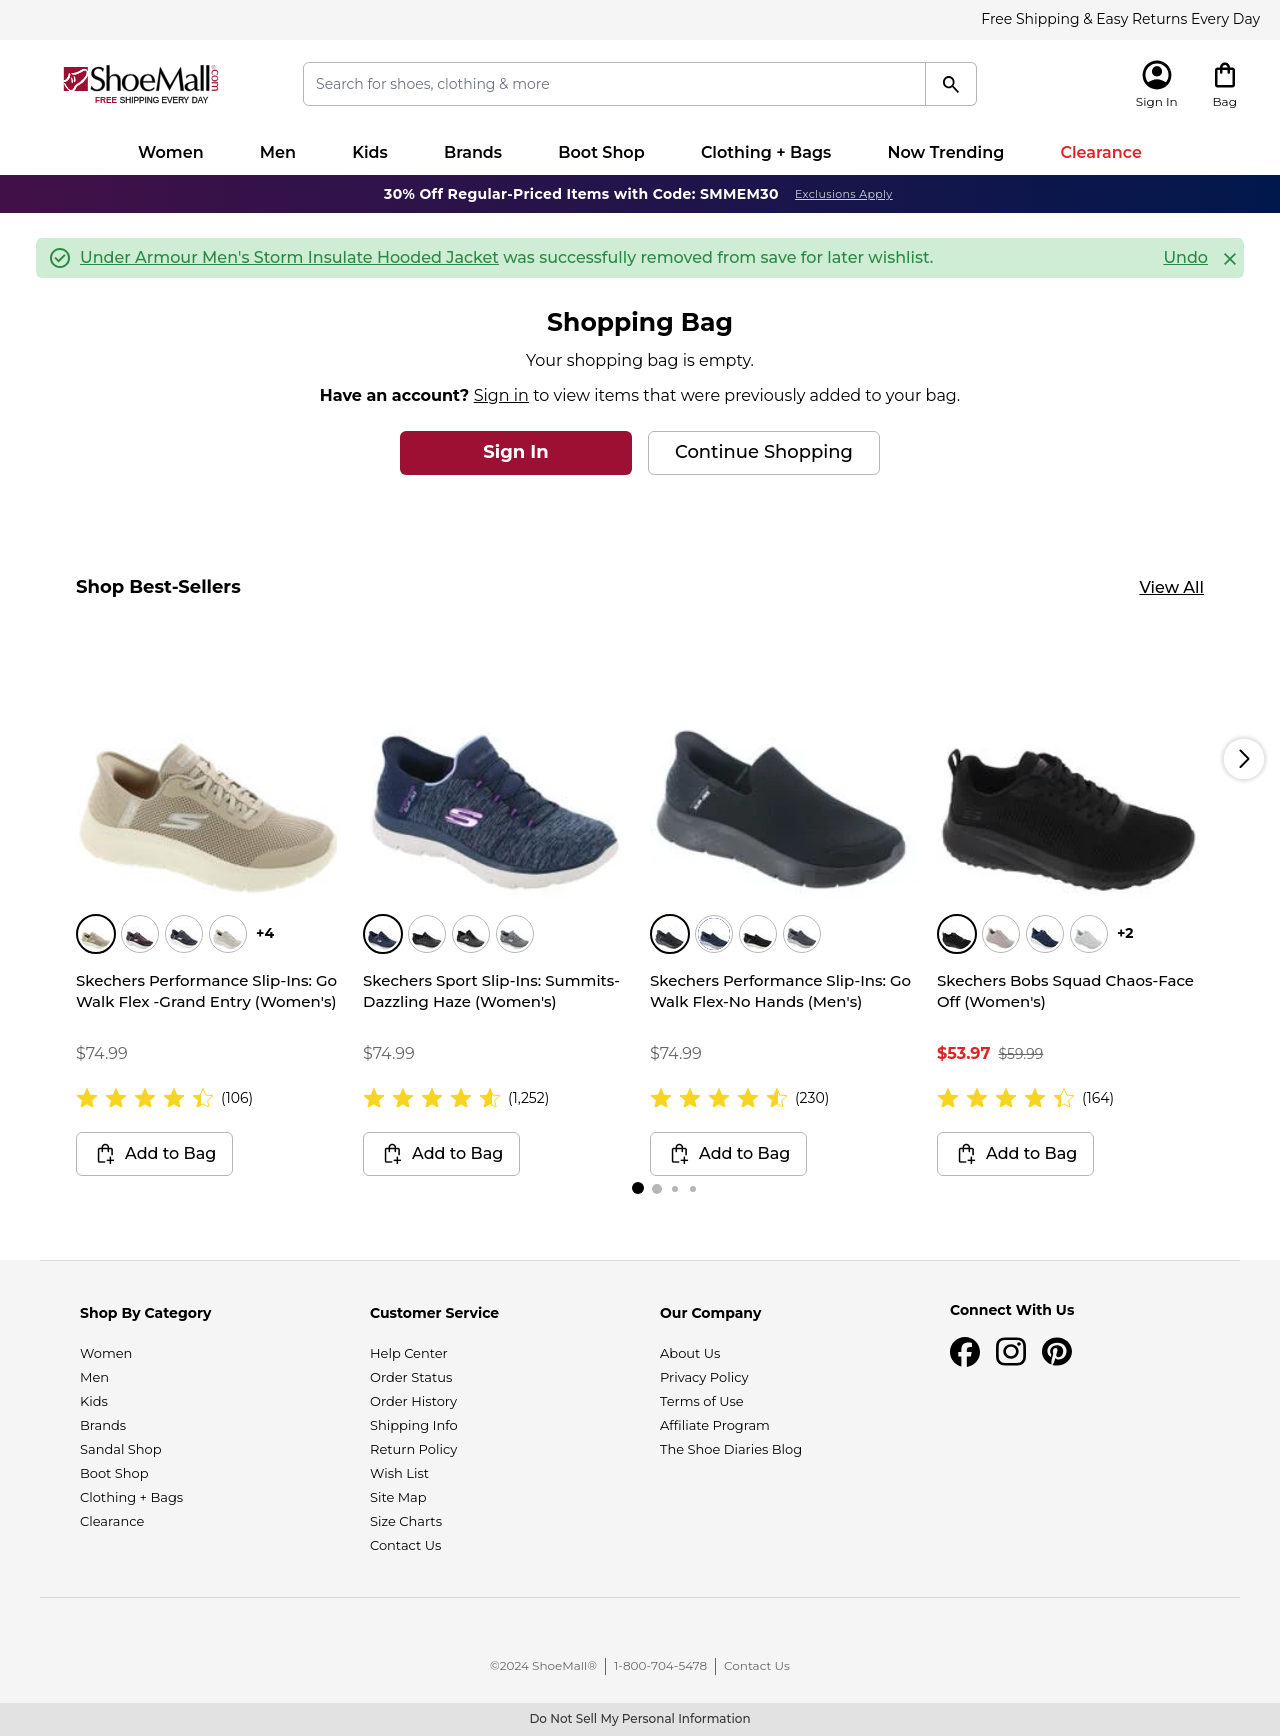 Free Shipping & Easy Returns Every Day
ShoeMall.com
FREE SHIPPING EVERY DAY
Search for shoes, clothing & more
Sign In
Bag
Women Men Kids Brands Boot Shop Clothing + Bags Now Trending Clearance
30% Off Regular-Priced Items with Code: SMMEM30 Exclusions Apply
Under Armour Men's Storm Insulate Hooded Jacket was successfully removed from save for later wishlist. Undo
Shopping Bag
Your shopping bag is empty.
Have an account? Sign in to view items that were previously added to your bag.
Sign In
Continue Shopping
Shop Best-Sellers
View All
+4
Skechers Performance Slip-Ins: Go
Walk Flex -Grand Entry (Women's)
$74.99
(106)
Add to Bag
Skechers Sport Slip-Ins: Summits-
Dazzling Haze (Women's)
$74.99
(1,252)
Add to Bag
Skechers Performance Slip-Ins: Go
Walk Flex-No Hands (Men's)
$74.99
(230)
Add to Bag
+2
Skechers Bobs Squad Chaos-Face
Off (Women's)
$53.97 $59.99
(164)
Add to Bag
Shop By Category
Women
Men
Kids
Brands
Sandal Shop
Boot Shop
Clothing + Bags
Clearance
Customer Service
Help Center
Order Status
Order History
Shipping Info
Return Policy
Wish List
Site Map
Size Charts
Contact Us
Our Company
About Us
Privacy Policy
Terms of Use
Affiliate Program
The Shoe Diaries Blog
Connect With Us
©2024 ShoeMall® 1-800-704-5478 Contact Us
Do Not Sell My Personal Information